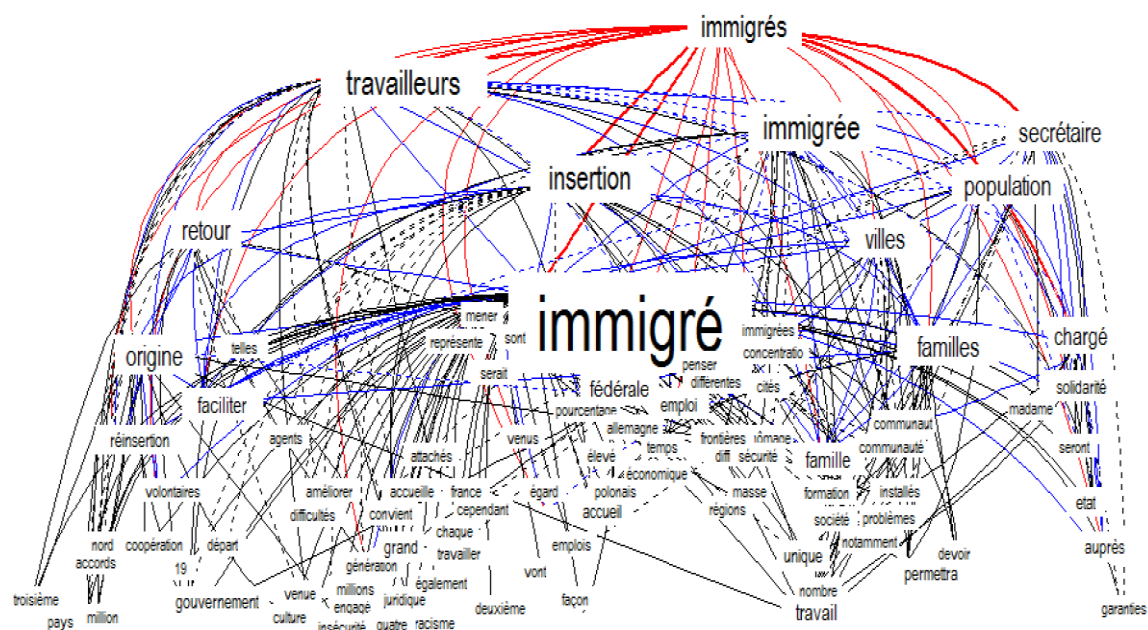 immigrés
travailleurs
immigrée
secrétaire
insertion
population
retour
villes
mener
immigré
représente
sont
immigrées
chargé
origine
telles
familles
concentratio
serait
penser
fédérale
différentes
cités
solidarité
faciliter
pourcentage
emploi
madame
allemagne
communaut
réinsertion
agents
venus
temps
frontières
communauté
seront
attachés
élevé
diff
sécurité
famille
économique
volontaires
améliorer
accueille
france
égard
polonais
masse
formation
installés
etat
difficultés
convient
cependant
accueil
régions
société
problèmes
nord
coopération
départ
grand
chaque
emplois
notamment
auprès
accords
travailler
unique
devoir
19
génération
vont
permettra
troisième
gouvernement
venue
millions
également
nombre
pays
million
culture
engagé
juridique
deuxième
façon
travail
garanties
insécurité
quatre
racisme